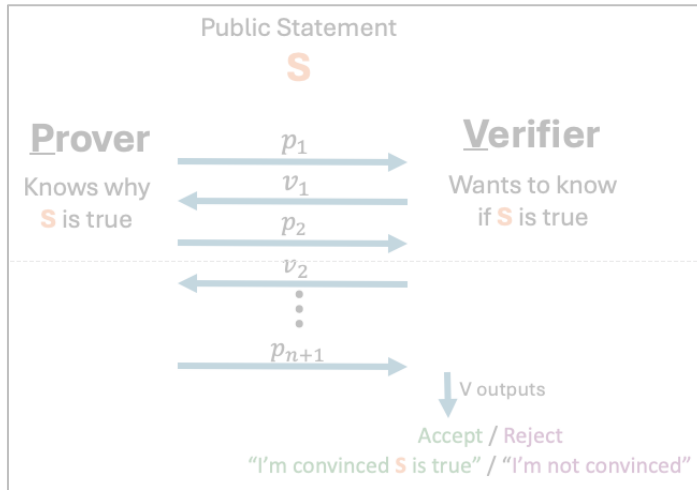 Public Statement
S
Prover
Verifier
p₁
Knows why
S is true
v₁
Wants to know
if S is true
p₂
v₂
⋮
pₙ₊₁
V outputs
Accept / Reject
“I’m convinced S is true” / “I’m not convinced”